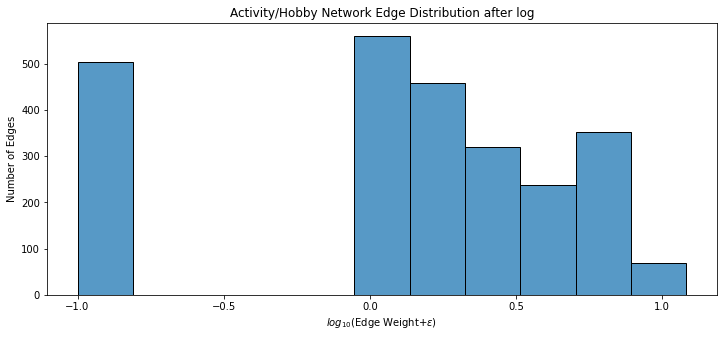 Activity/Hobby Network Edge Distribution after log
Number of Edges
500
400
300
200
100
0
−1.0 −0.5 0.0 0.5 1.0
log₁₀(Edge Weight+ε)